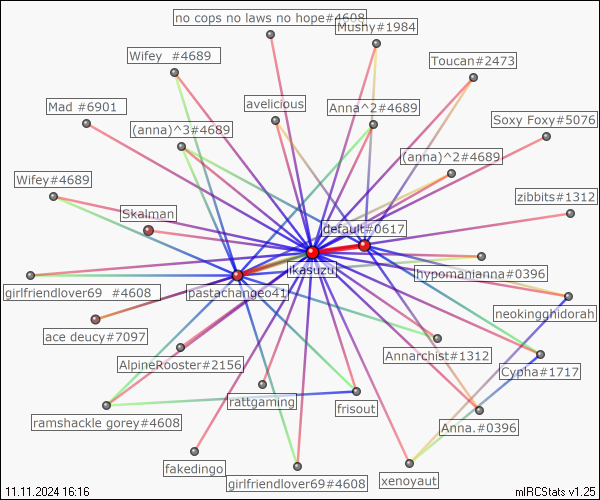 no cops no laws no hope#4608
Mushy#1984
Wifey  #4689
Toucan#2473
Mad  #6901
avelicious
Anna^2#4689
Soxy Foxy#5076
(anna)^3#4689
(anna)^2#4689
Wifey#4689
zibbits#1312
Skalman
default#0617
ikasuzu
hypomanianna#0396
girlfriendlover69  #4608
pastachangeo41
neokingghidorah
ace deucy#7097
Annarchist#1312
AlpineRooster#2156
Cypha#1717
rattgaming
frisout
ramshackle gorey#4608
Anna.#0396
fakedingo
girlfriendlover69#4608
xenoyaut
11.11.2024 16:16
mIRCStats v1.25